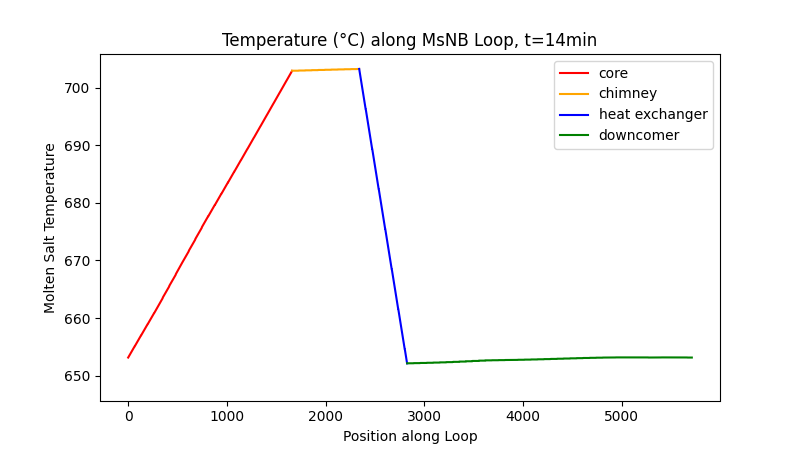 Temperature (°C) along MsNB Loop, t=14min
core
chimney
heat exchanger
downcomer
Molten Salt Temperature
700
690
680
670
660
650
0 1000 2000 3000 4000 5000
Position along Loop